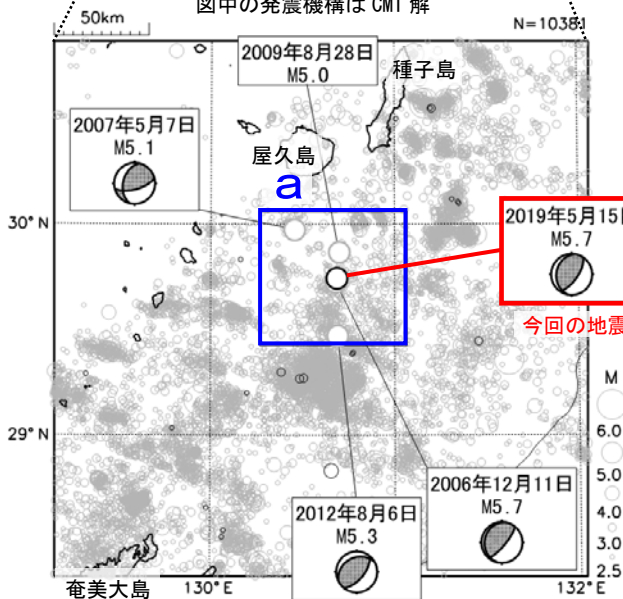 図中の発震機構は CMT 解
50km
N=10381
2009年8月28日
M5.0
種子島
2007年5月7日
M5.1
屋久島
a
30°N
2019年5月15日
M5.7
今回の地震
M
6.0
5.0
4.0
3.0
2.5
29°N
2006年12月11日
M5.7
2012年8月6日
M5.3
奄美大島
130°E
132°E